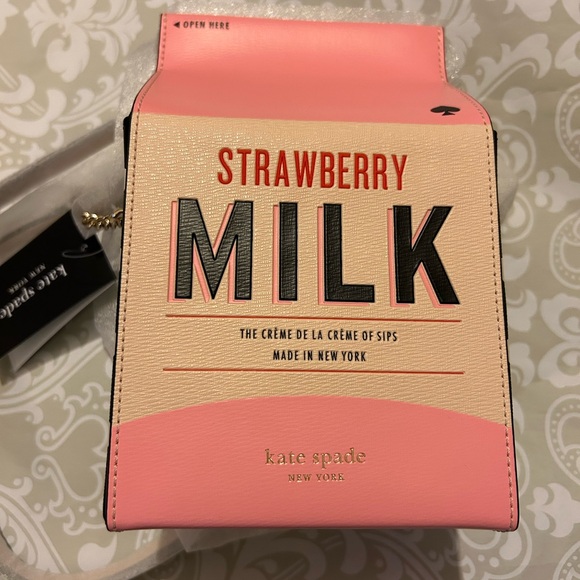 ◀ OPEN HERE
STRAWBERRY
MILK
THE CRÈME DE LA CRÈME OF SIPS
MADE IN NEW YORK
kate spade
NEW YORK
kate spade
NEW YORK